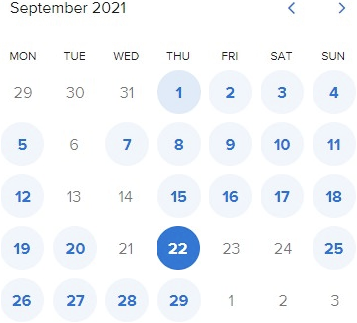 September 2021
MON TUE WED THU FRI SAT SUN
29 30 31 1 2 3 4
5 6 7 8 9 10 11
12 13 14 15 16 17 18
19 20 21 22 23 24 25
26 27 28 29 1 2 3